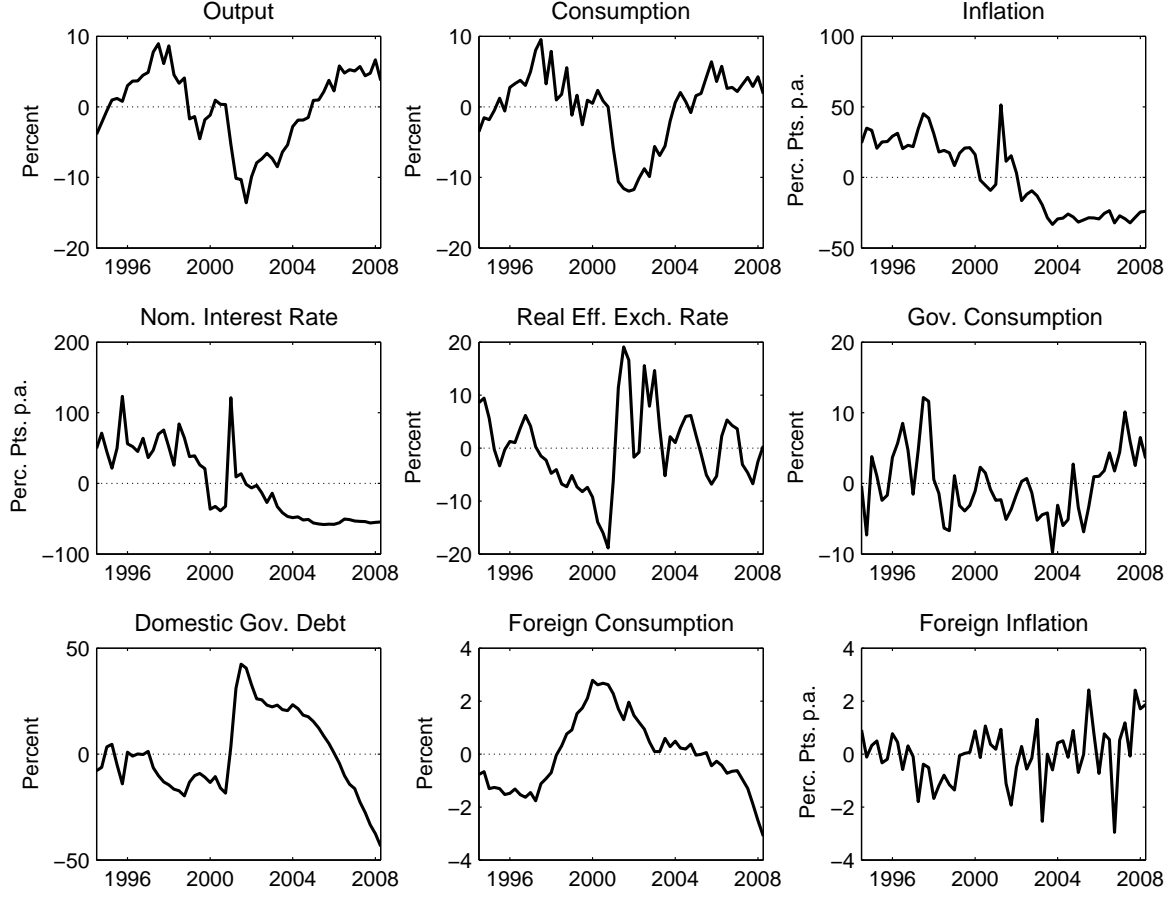 Output
Percent
10
0
−10
−20
1996 2000 2004 2008
Consumption
Percent
10
0
−10
−20
1996 2000 2004 2008
Inflation
Perc. Pts. p.a.
100
50
0
−50
1996 2000 2004 2008
Nom. Interest Rate
Perc. Pts. p.a.
200
100
0
−100
1996 2000 2004 2008
Real Eff. Exch. Rate
Percent
20
10
0
−10
−20
1996 2000 2004 2008
Gov. Consumption
Percent
20
10
0
−10
1996 2000 2004 2008
Domestic Gov. Debt
Percent
50
0
−50
1996 2000 2004 2008
Foreign Consumption
Percent
4
2
0
−2
−4
1996 2000 2004 2008
Foreign Inflation
Perc. Pts. p.a.
4
2
0
−2
−4
1996 2000 2004 2008